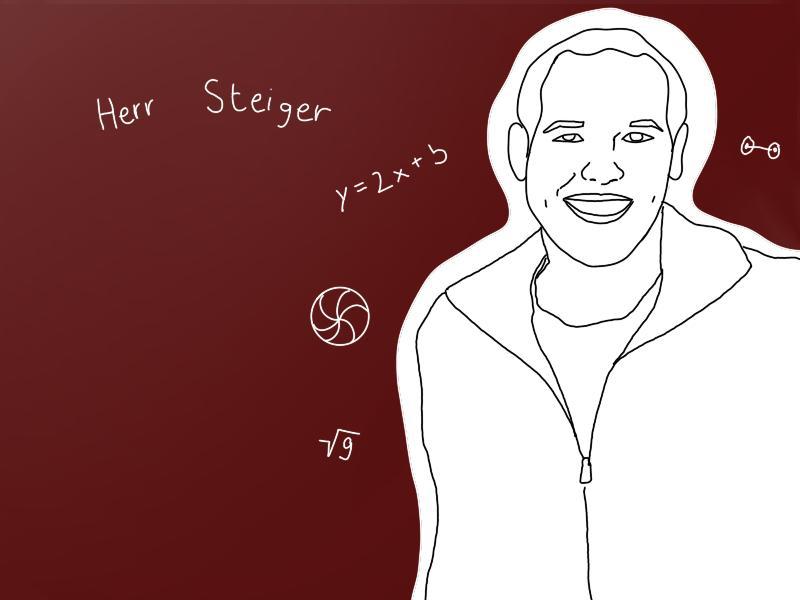 Herr Steiger
y = 2x + 5
√9